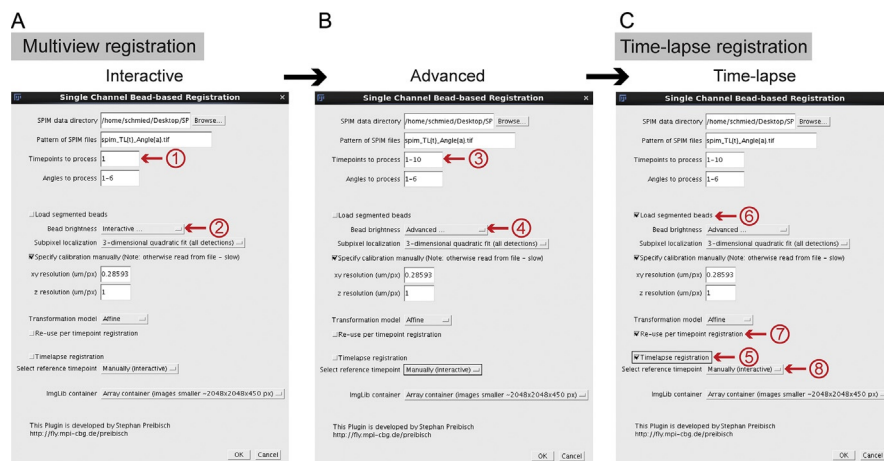 A
Multiview registration
Interactive
Single Channel Bead-based Registration
SPIM data directory /home/schmied/Desktop/SP Browse...
Pattern of SPIM files spim_TL{t}_Angle{a}.tif
Timepoints to process 1 1
Angles to process 1-6
Load segmented beads
Bead brightness Interactive ... 2
Subpixel localization 3-dimensional quadratic fit (all detections)
Specify calibration manually (Note: otherwise read from file - slow)
xy resolution (um/px) 0.28593
z resolution (um/px) 1
Transformation model Affine
Re-use per timepoint registration
Timelapse registration
Select reference timepoint Manually (interactive)
ImgLib container Array container (images smaller ~2048x2048x450 px)
This Plugin is developed by Stephan Preibisch
http://fly.mpi-cbg.de/preibisch
OK Cancel
B
Advanced
Single Channel Bead-based Registration
SPIM data directory /home/schmied/Desktop/SP Browse...
Pattern of SPIM files spim_TL{t}_Angle{a}.tif
Timepoints to process 1-10 3
Angles to process 1-6
Load segmented beads
Bead brightness Advanced ... 4
Subpixel localization 3-dimensional quadratic fit (all detections)
Specify calibration manually (Note: otherwise read from file - slow)
xy resolution (um/px) 0.28593
z resolution (um/px) 1
Transformation model Affine
Re-use per timepoint registration
Timelapse registration
Select reference timepoint Manually (interactive)
ImgLib container Array container (images smaller ~2048x2048x450 px)
This Plugin is developed by Stephan Preibisch
http://fly.mpi-cbg.de/preibisch
OK Cancel
C
Time-lapse registration
Time-lapse
Single Channel Bead-based Registration
SPIM data directory /home/schmied/Desktop/SP Browse...
Pattern of SPIM files spim_TL{t}_Angle{a}.tif
Timepoints to process 1-10
Angles to process 1-6
Load segmented beads 6
Bead brightness Advanced ...
Subpixel localization 3-dimensional quadratic fit (all detections)
Specify calibration manually (Note: otherwise read from file - slow)
xy resolution (um/px) 0.28593
z resolution (um/px) 1
Transformation model Affine
Re-use per timepoint registration 7
Timelapse registration 5
Select reference timepoint Manually (interactive) 8
ImgLib container Array container (images smaller ~2048x2048x450 px)
This Plugin is developed by Stephan Preibisch
http://fly.mpi-cbg.de/preibisch
OK Cancel